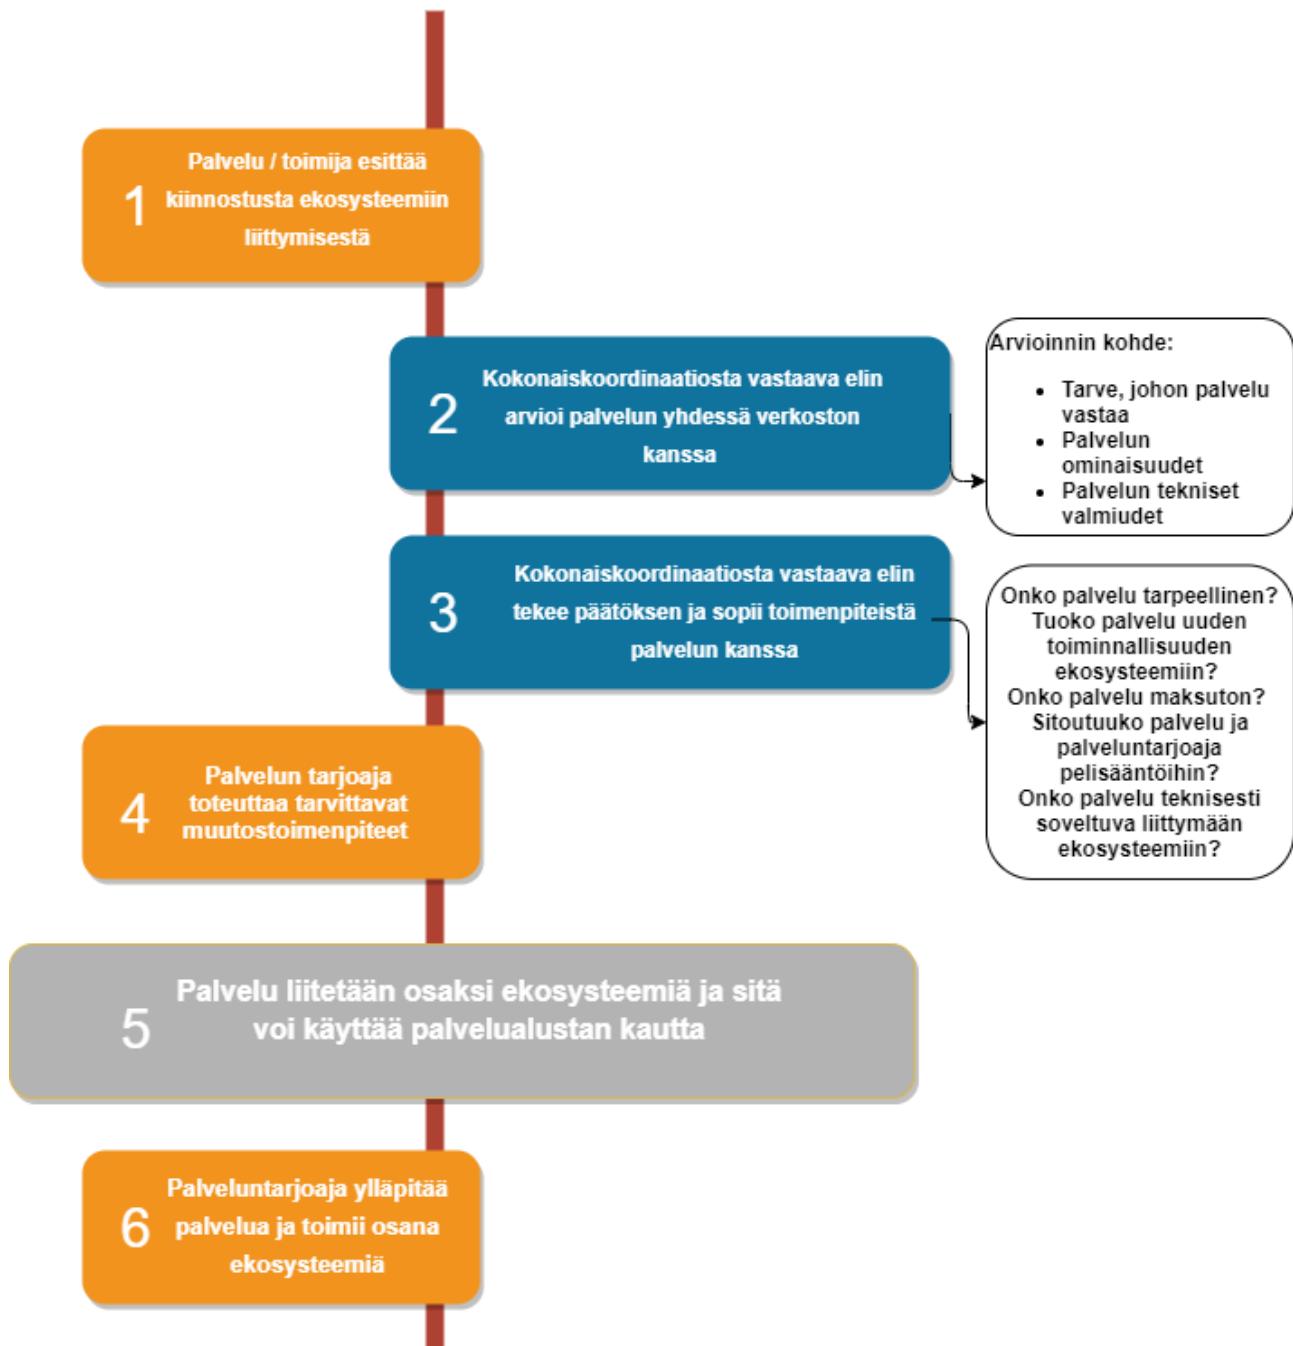 1
Palvelu / toimija esittää
kiinnostusta ekosysteemiin
liittymisestä
2
Kokonaiskoordinaatiosta vastaava elin
arvioi palvelun yhdessä verkoston
kanssa
Arvioinnin kohde:
• Tarve, johon palvelu
vastaa
• Palvelun
ominaisuudet
• Palvelun tekniset
valmiudet
3
Kokonaiskoordinaatiosta vastaava elin
tekee päätöksen ja sopii toimenpiteistä
palvelun kanssa
Onko palvelu tarpeellinen?
Tuoko palvelu uuden
toiminnallisuuden
ekosysteemiin?
Onko palvelu maksuton?
Sitoutuuko palvelu ja
palveluntarjoaja
pelisääntöihin?
Onko palvelu teknisesti
soveltuva liittymään
ekosysteemiin?
4
Palvelun tarjoaja
toteuttaa tarvittavat
muutostoimenpiteet
5
Palvelu liitetään osaksi ekosysteemiä ja sitä
voi käyttää palvelualustan kautta
6
Palveluntarjoaja ylläpitää
palvelua ja toimii osana
ekosysteemiä